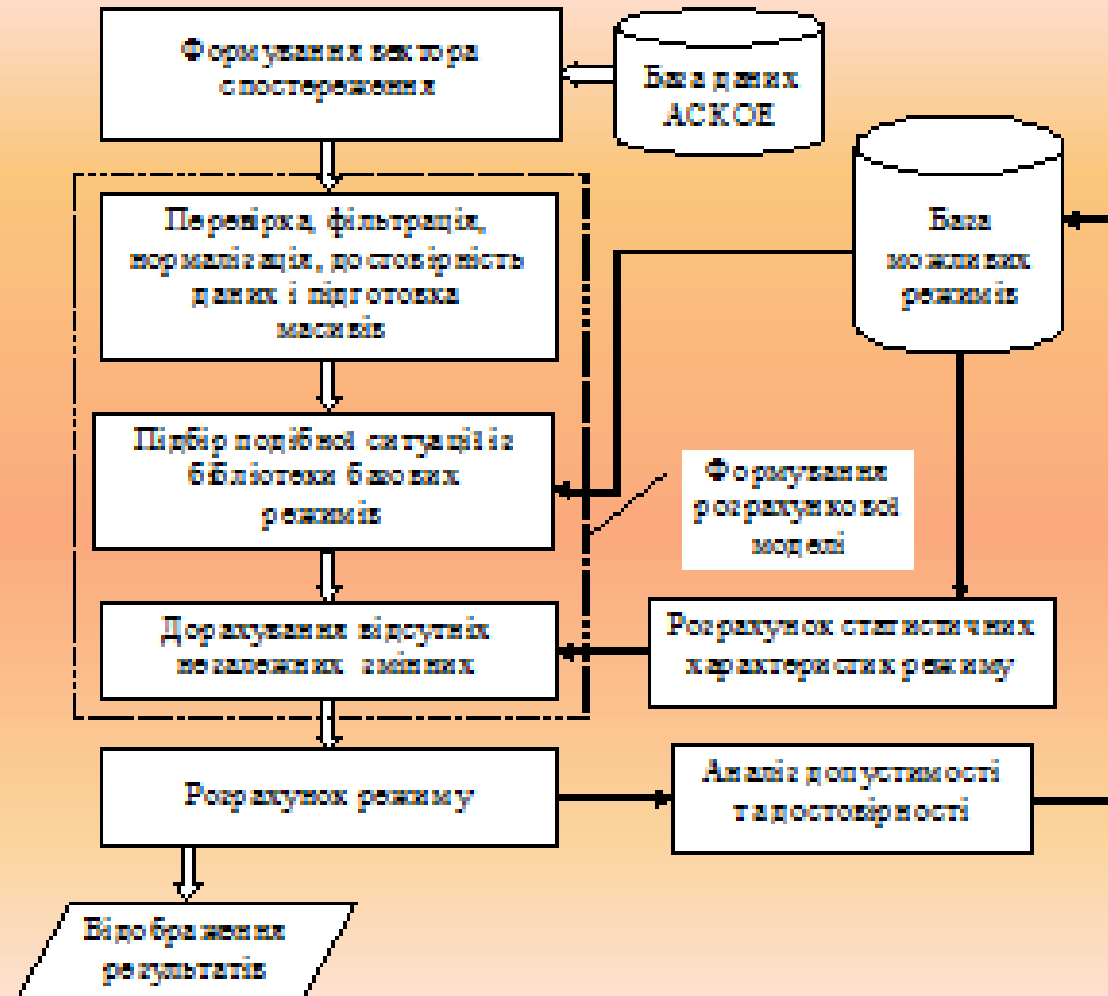 Формування вектора
спостереження
База даних
АСКОЕ
Перевірка, фільтрація,
нормалізація, достовірність
даних і підготовка
масивів
База
можливих
режимів
Підбір подібної ситуації із
бібліотеки базових
режимів
Формування
розрахункової
моделі
Дорахування відсутніх
незалежних змінних
Розрахунок статистичних
характеристик режиму
Розрахунок режиму
Аналіз допустимості
та достовірності
Відображення
результатів